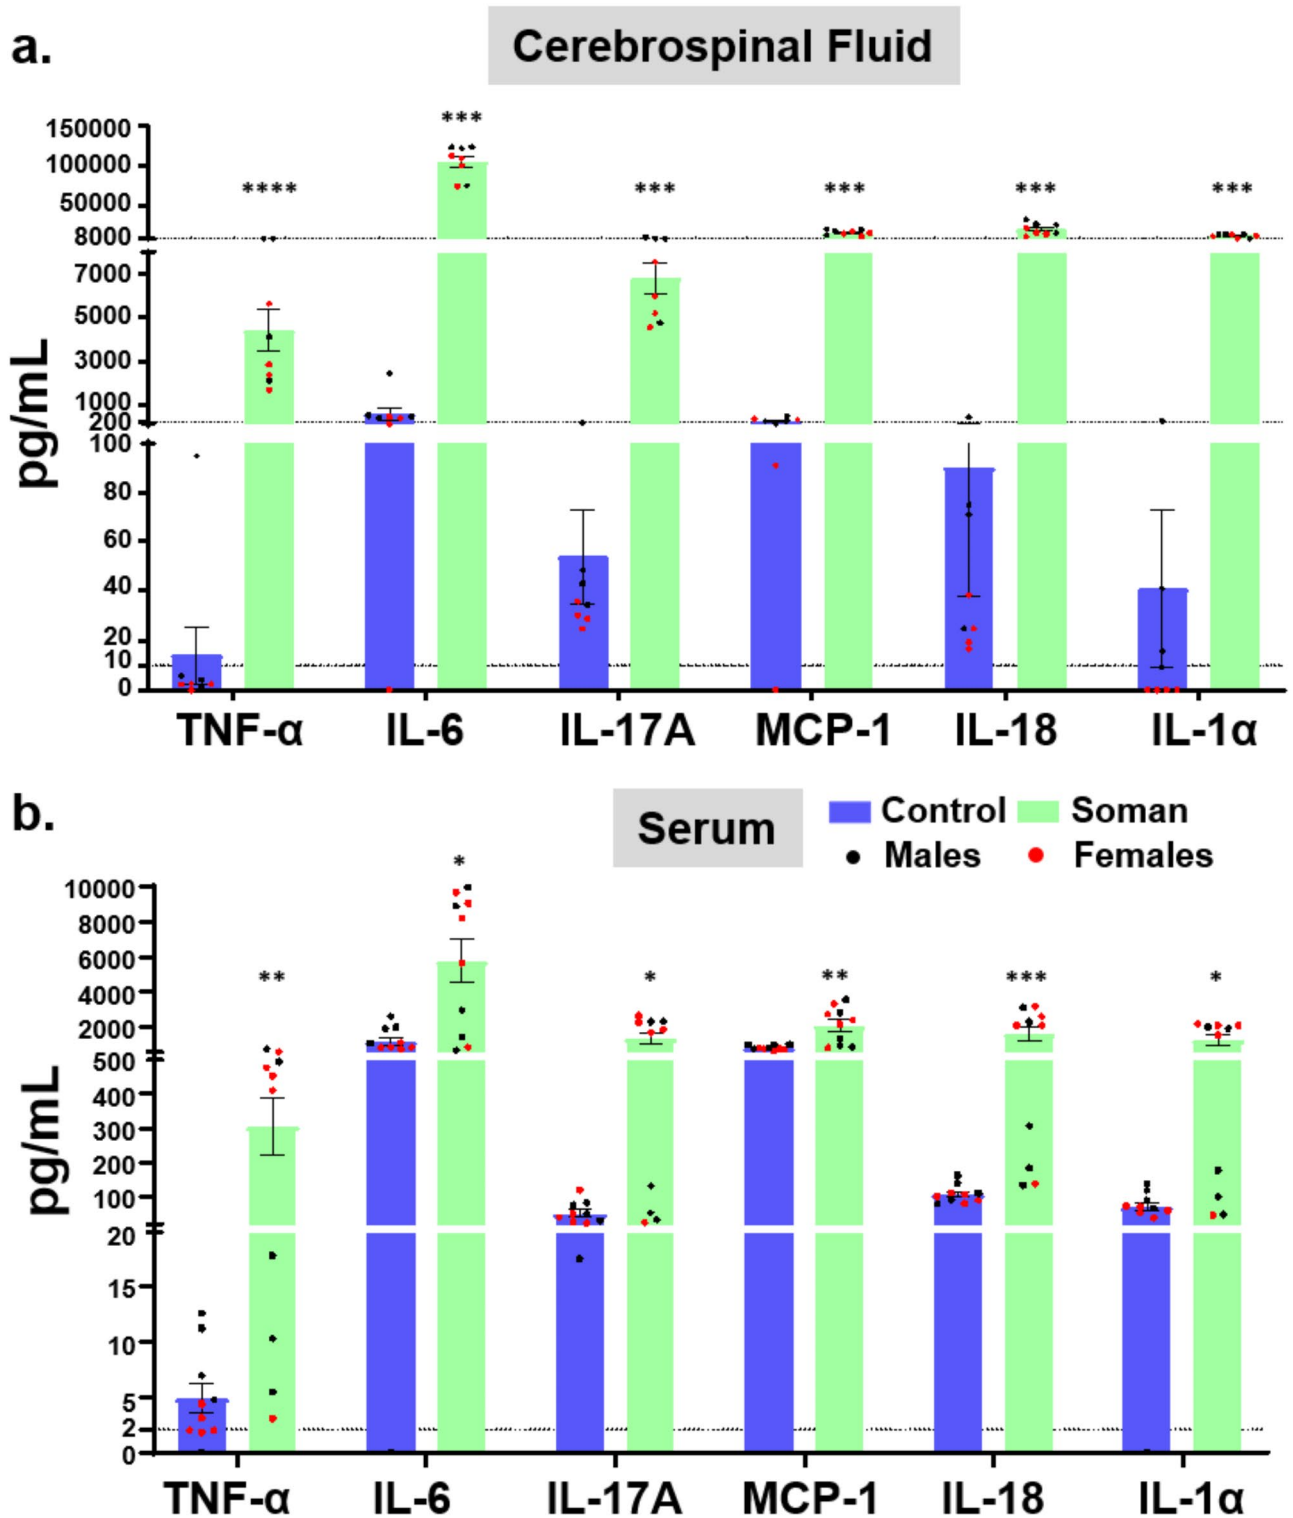 a.
Cerebrospinal Fluid
***
150000
100000
50000
8000
7000
5000
3000
1000
200
100
80
60
40
20
10
0
**** *** *** *** ***
pg/mL
TNF-α IL-6 IL-17A MCP-1 IL-18 IL-1α
b.
Serum
Control Soman
Males Females
*
10000
8000
6000
4000
2000
500
400
300
200
100
20
15
10
5
2
0
** * ** *** *
pg/mL
TNF-α IL-6 IL-17A MCP-1 IL-18 IL-1α